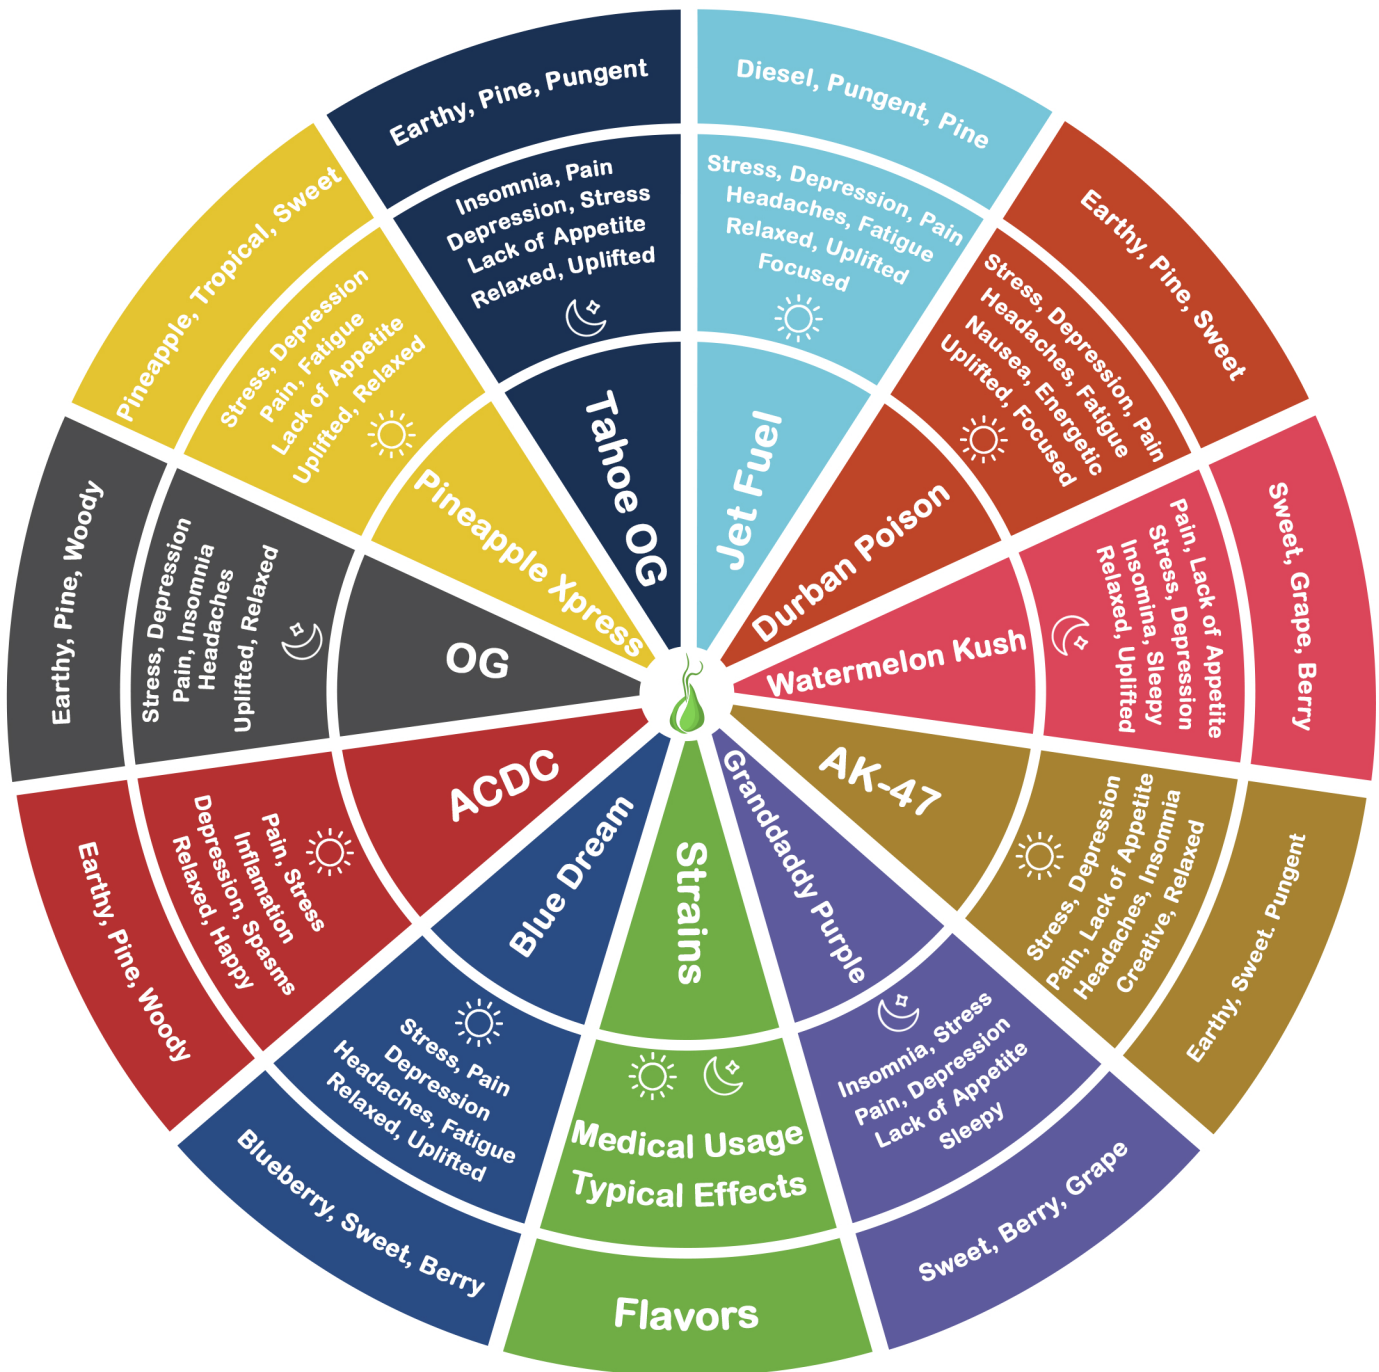 Earthy, Pine, Pungent
Insomnia, Pain
Depression, Stress
Lack of Appetite
Relaxed, Uplifted
Tahoe OG
Diesel, Pungent, Pine
Stress, Depression, Pain
Headaches, Fatigue
Relaxed, Uplifted
Focused
Jet Fuel
Earthy, Pine, Sweet
Stress, Depression, Pain
Headaches, Fatigue
Nausea, Energetic
Uplifted, Focused
Durban Poison
Sweet, Grape, Berry
Pain, Lack of Appetite
Stress, Depression
Insomina, Sleepy
Relaxed, Uplifted
Watermelon Kush
AK-47
Stress, Depression
Pain, Lack of Appetite
Headaches, Insomnia
Creative, Relaxed
Earthy, Sweet. Pungent
Granddaddy Purple
Insomnia, Stress
Pain, Depression
Lack of Appetite
Sleepy
Sweet, Berry, Grape
Strains
Medical Usage
Typical Effects
Flavors
Blue Dream
Stress, Pain
Depression
Headaches, Fatigue
Relaxed, Uplifted
Blueberry, Sweet, Berry
ACDC
Pain, Stress
Inflamation
Depression, Spasms
Relaxed, Happy
Earthy, Pine, Woody
OG
Stress, Depression
Pain, Insomnia
Headaches
Uplifted, Relaxed
Earthy, Pine, Woody
Pineapple, Tropical, Sweet
Stress, Depression
Pain, Fatigue
Lack of Appetite
Uplifted, Relaxed
Pineapple Xpress